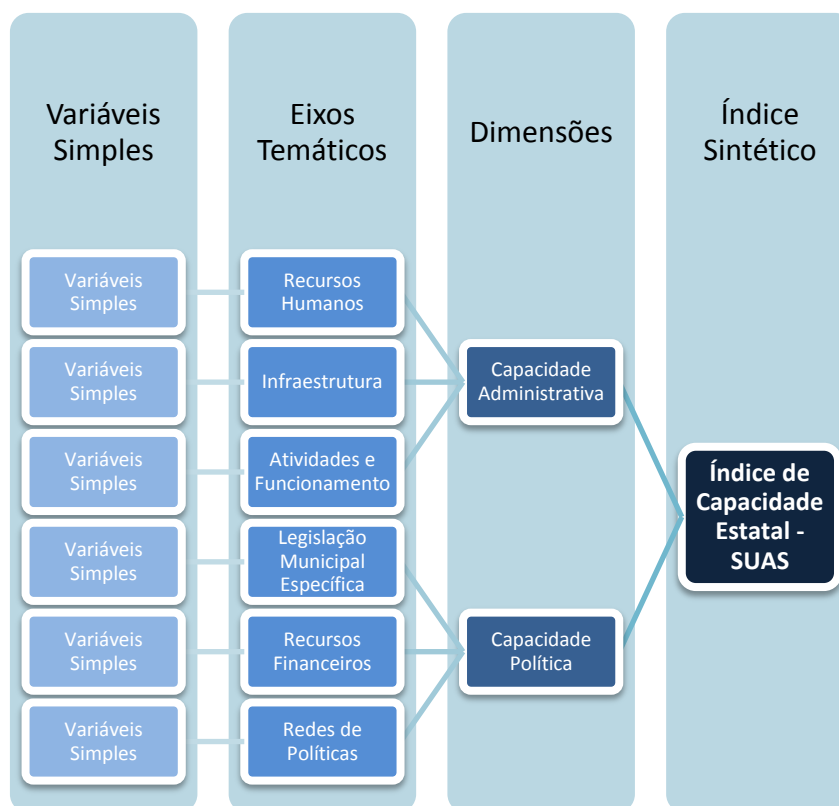 Variáveis
Simples
Eixos
Temáticos
Dimensões
Índice
Sintético
Variáveis
Simples
Recursos
Humanos
Variáveis
Simples
Infraestrutura
Variáveis
Simples
Atividades e
Funcionamento
Variáveis
Simples
Legislação
Municipal
Específica
Variáveis
Simples
Recursos
Financeiros
Variáveis
Simples
Redes de
Políticas
Capacidade
Administrativa
Capacidade
Política
Índice de
Capacidade
Estatal -
SUAS